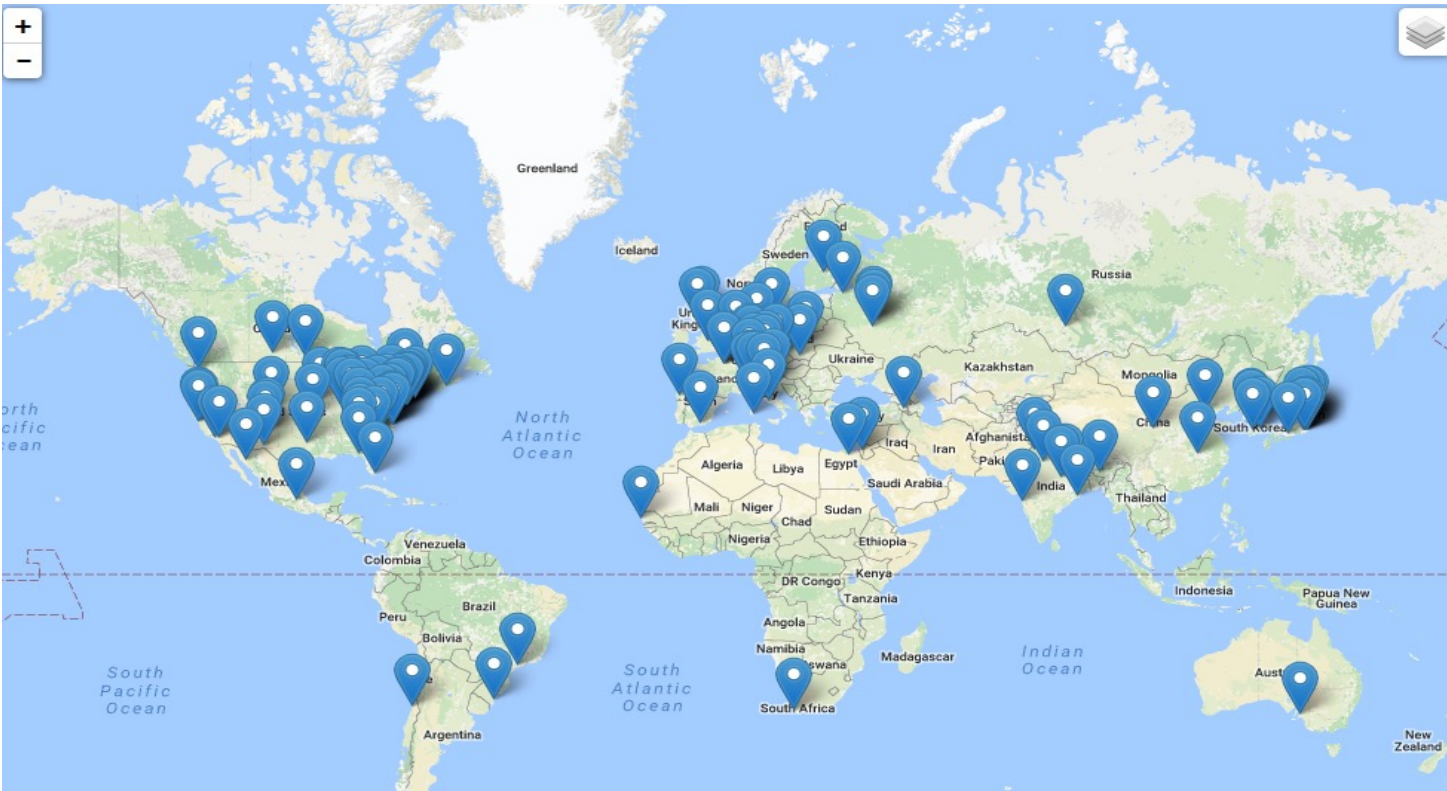 +
−
Greenland
Iceland
Sweden
Russia
Ukraine
Kazakhstan
Mongolia
China
South Korea
North
Atlantic
Ocean
Iraq
Iran
Algeria
Libya
Egypt
Saudi Arabia
India
Thailand
Mali
Niger
Chad
Sudan
Nigeria
Ethiopia
Venezuela
Colombia
DR Congo
Kenya
Tanzania
Indonesia
Papua New
Guinea
Brazil
Peru
Bolivia
Angola
Namibia
Madagascar
Indian
Ocean
South
Pacific
Ocean
South
Atlantic
Ocean
South Africa
Argentina
New
Zealand